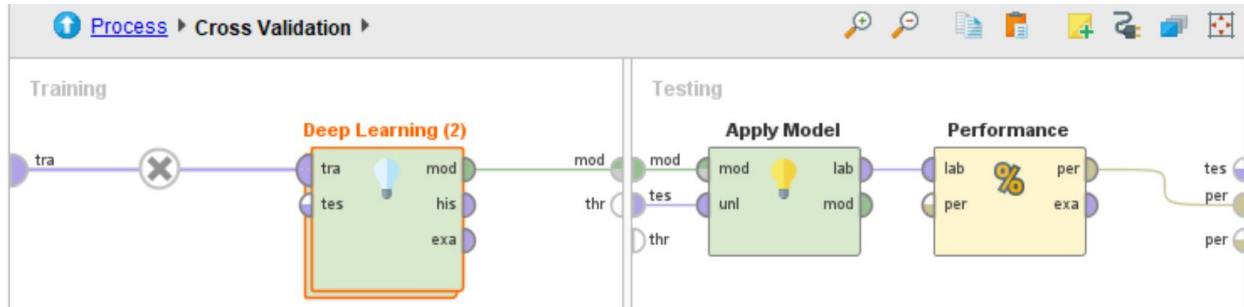 Process Cross Validation
Training
Testing
Deep Learning (2)
Apply Model
Performance
tra
tra
mod
mod
mod
mod
lab
lab
per
tes
tes
his
thr
tes
unl
mod
per
exa
per
exa
thr
per
%